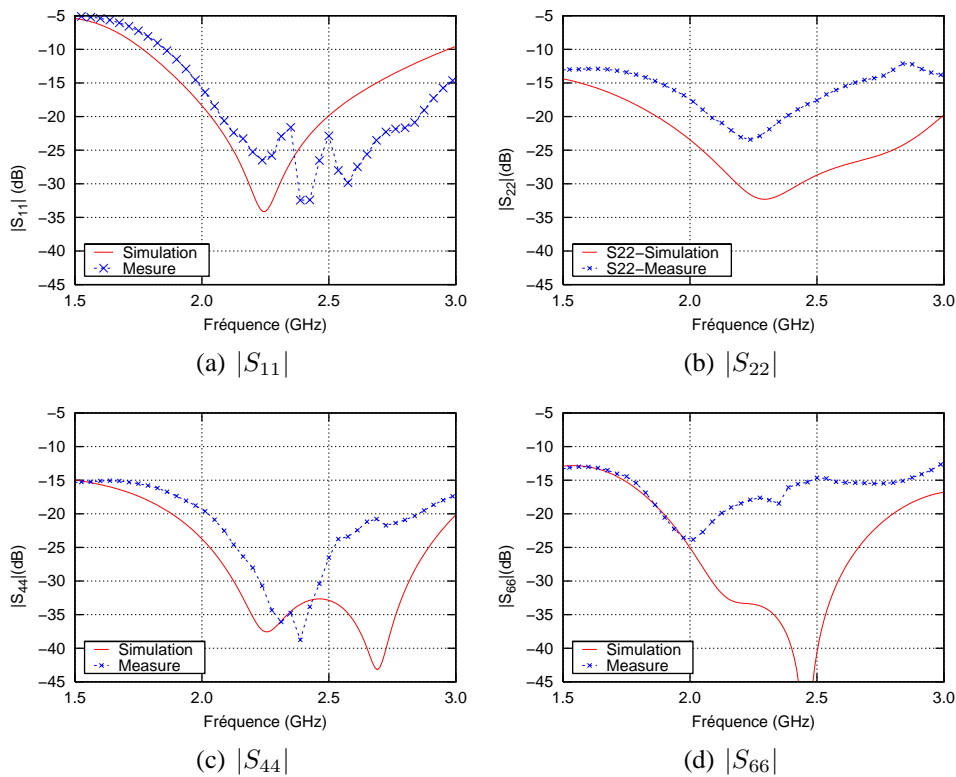 −5
−10
−15
−20
−25
−30
−35
−40
−45
|S11| (dB)
Simulation
Mesure
1.5 2.0 2.5 3.0
Fréquence (GHz)
(a) |S11|
−5
−10
−15
−20
−25
−30
−35
−40
−45
|S22|(dB)
S22−Simulation
S22−Measure
1.5 2.0 2.5 3.0
Fréquence (GHz)
(b) |S22|
−5
−10
−15
−20
−25
−30
−35
−40
−45
|S44|(dB)
Simulation
Measure
1.5 2.0 2.5 3.0
Fréquence (GHz)
(c) |S44|
−5
−10
−15
−20
−25
−30
−35
−40
−45
|S66|(dB)
Simulation
Measure
1.5 2.0 2.5 3.0
Fréquence (GHz)
(d) |S66|